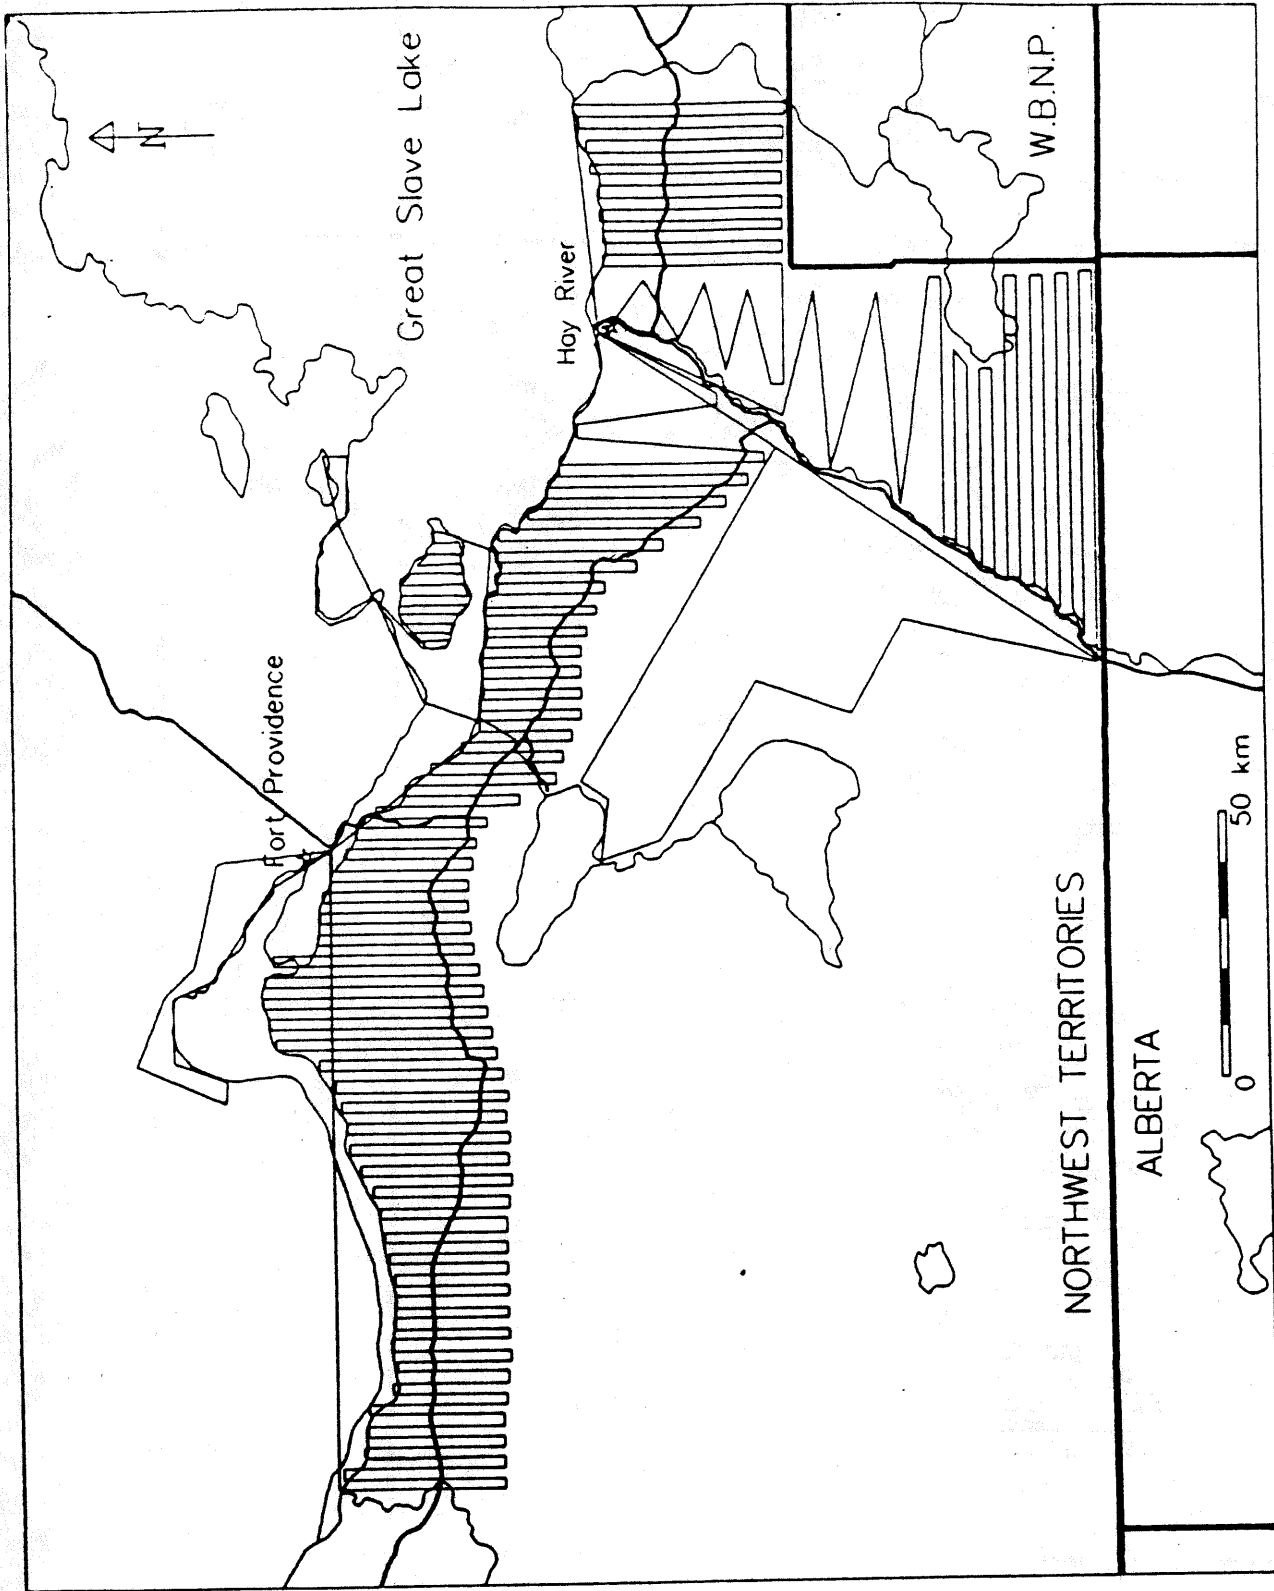 N
Great Slave Lake
Hay River
Fort Providence
W.B.N.P.
NORTHWEST TERRITORIES
ALBERTA
0 50 km